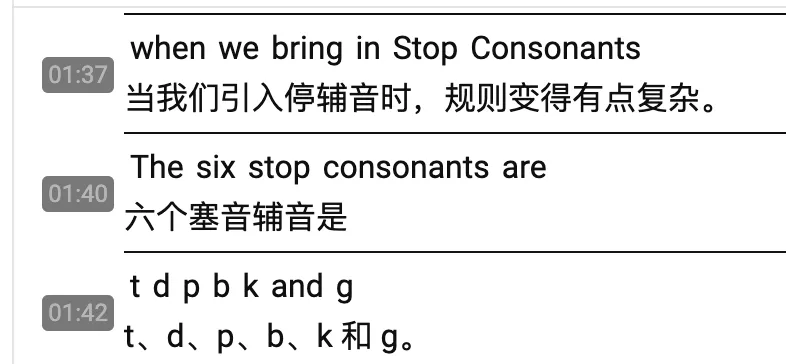 when we bring in Stop Consonants
01:37
当我们引入停辅音时，规则变得有点复杂。
The six stop consonants are
01:40
六个塞音辅音是
t d p b k and g
01:42
t、d、p、b、k 和 g。